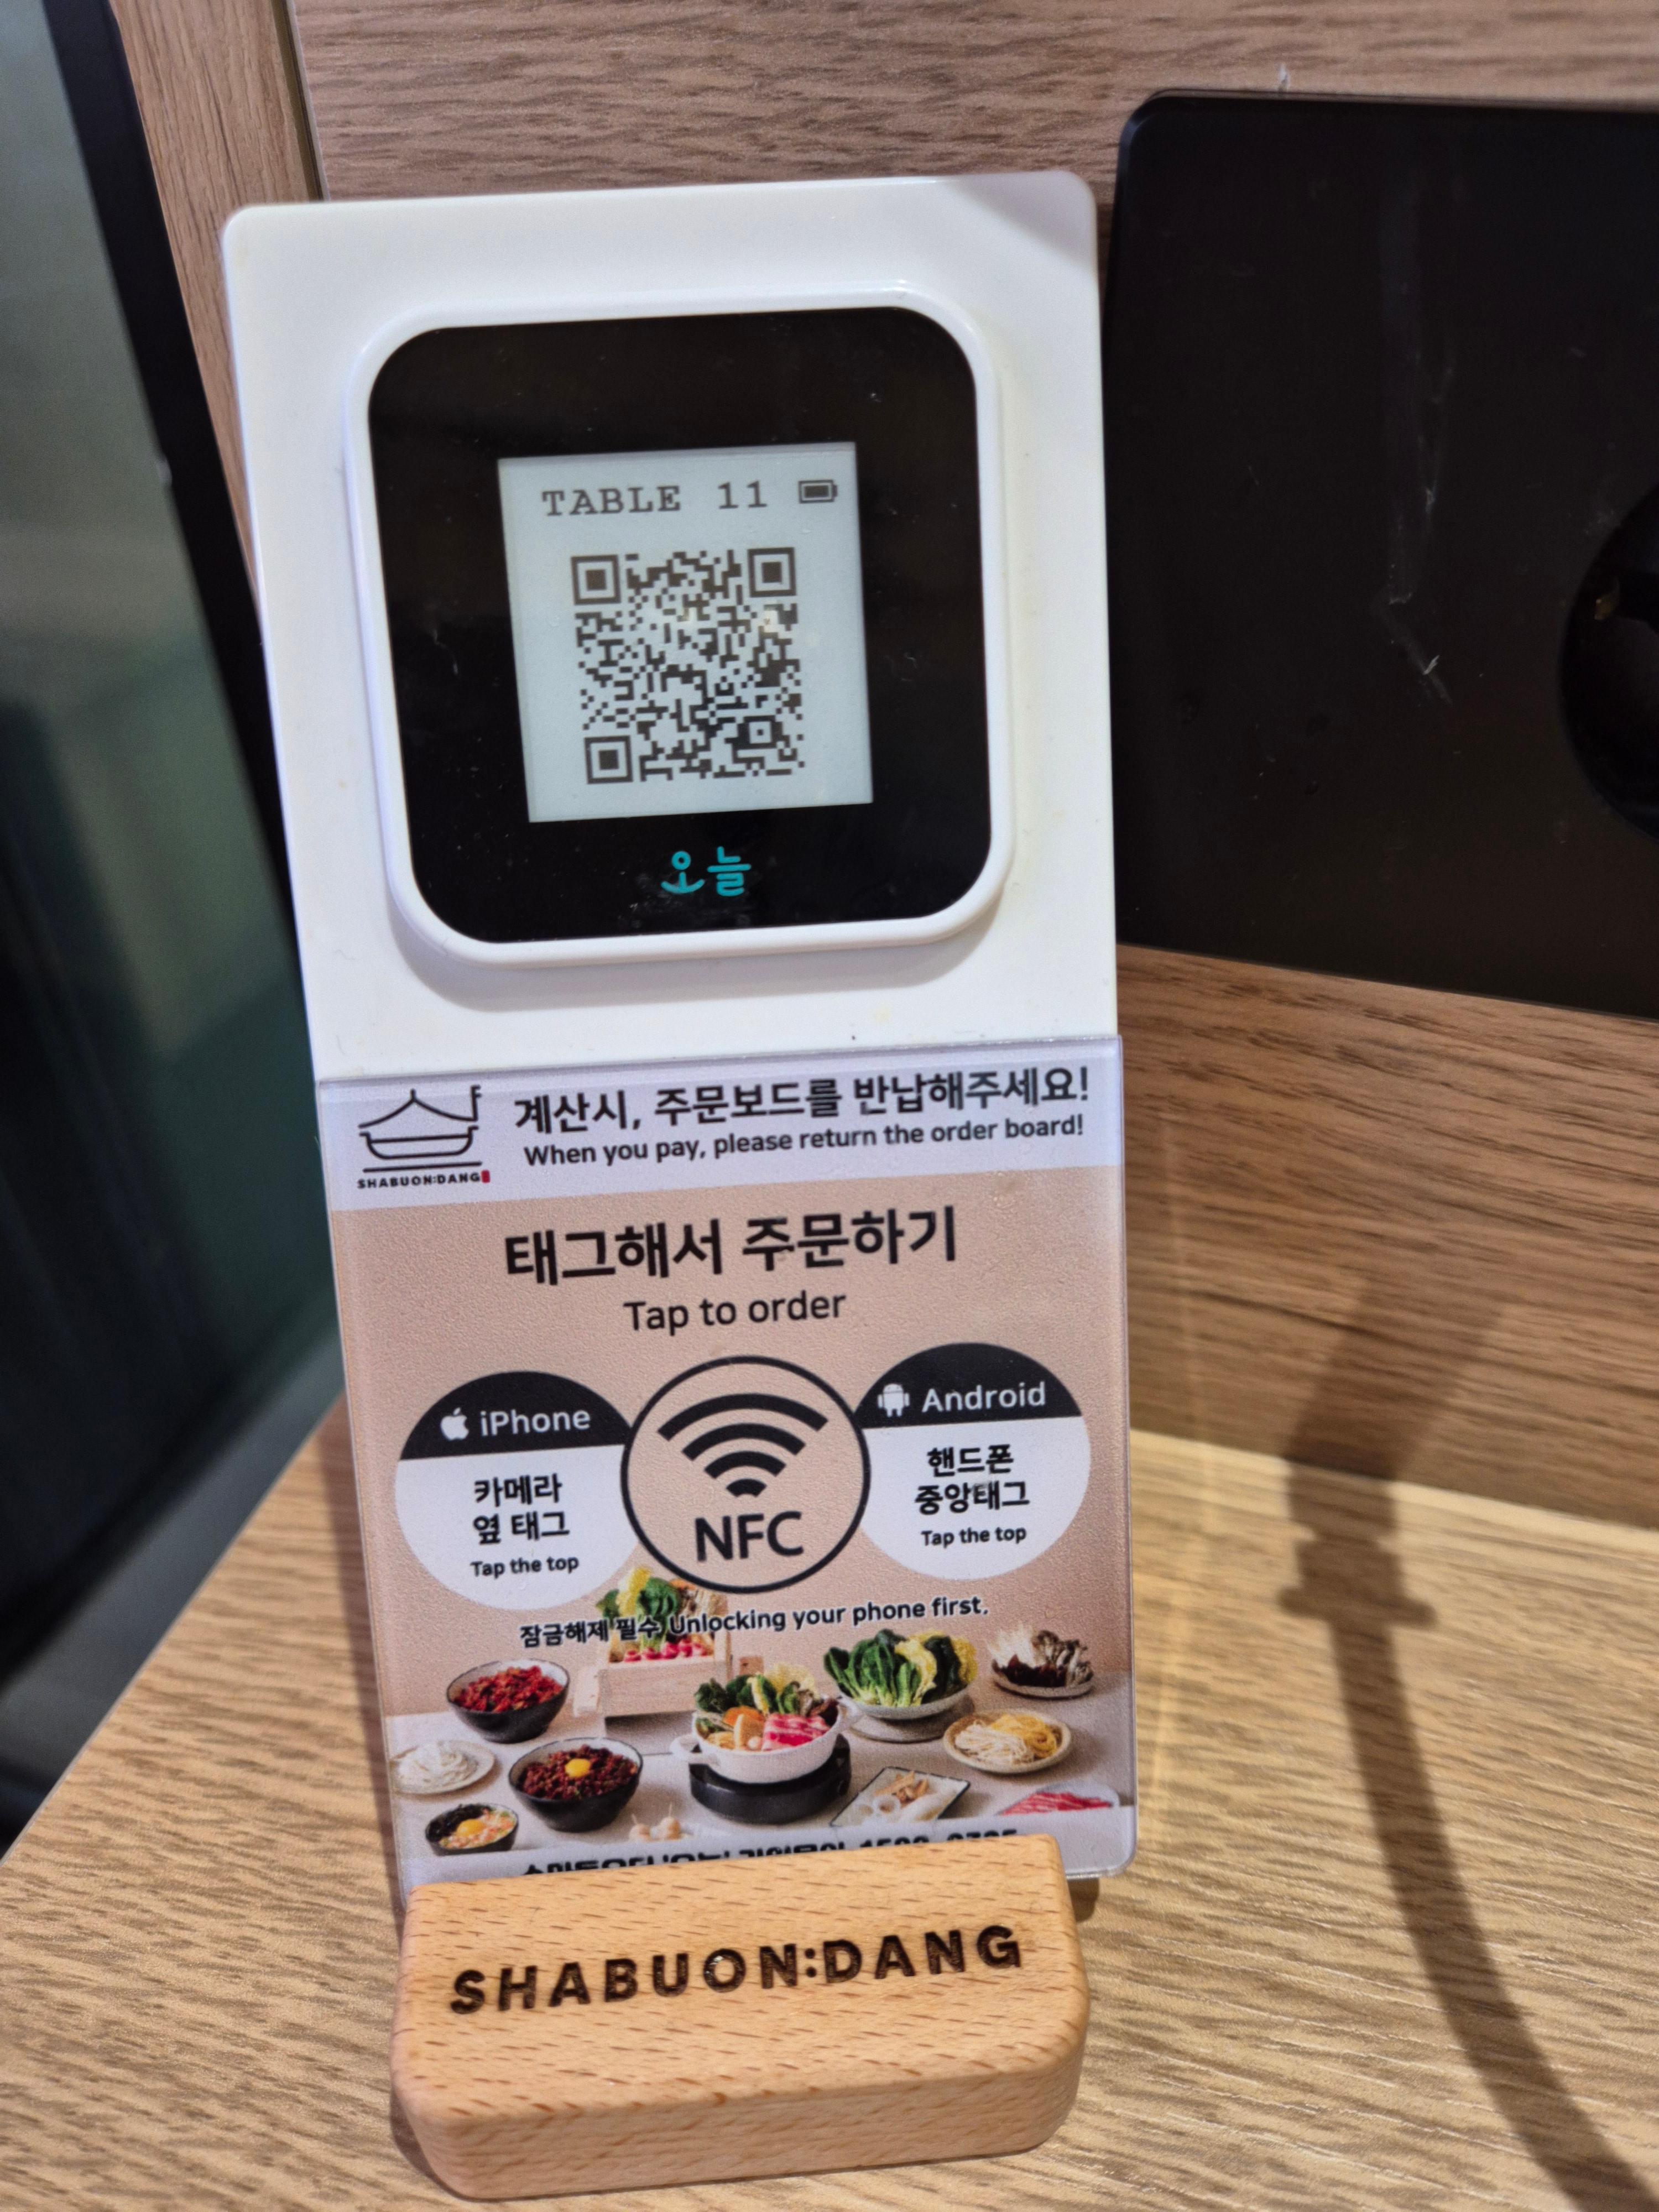 TABLE 11
오늘
SHABUON:DANG
계산시, 주문보드를 반납해주세요!
When you pay, please return the order board!
태그해서 주문하기
Tap to order
iPhone
카메라
옆 태그
Tap the top
NFC
Android
핸드폰
중앙태그
Tap the top
잠금해제 필수 Unlocking your phone first.
SHABUON:DANG